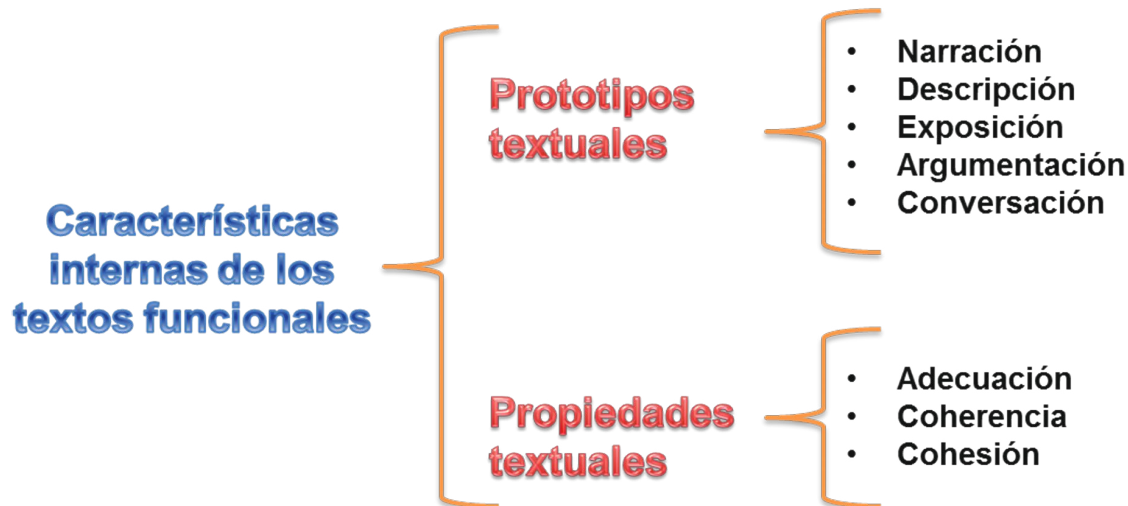 Características
internas de los
textos funcionales
Prototipos
textuales
• Narración
• Descripción
• Exposición
• Argumentación
• Conversación
Propiedades
textuales
• Adecuación
• Coherencia
• Cohesión